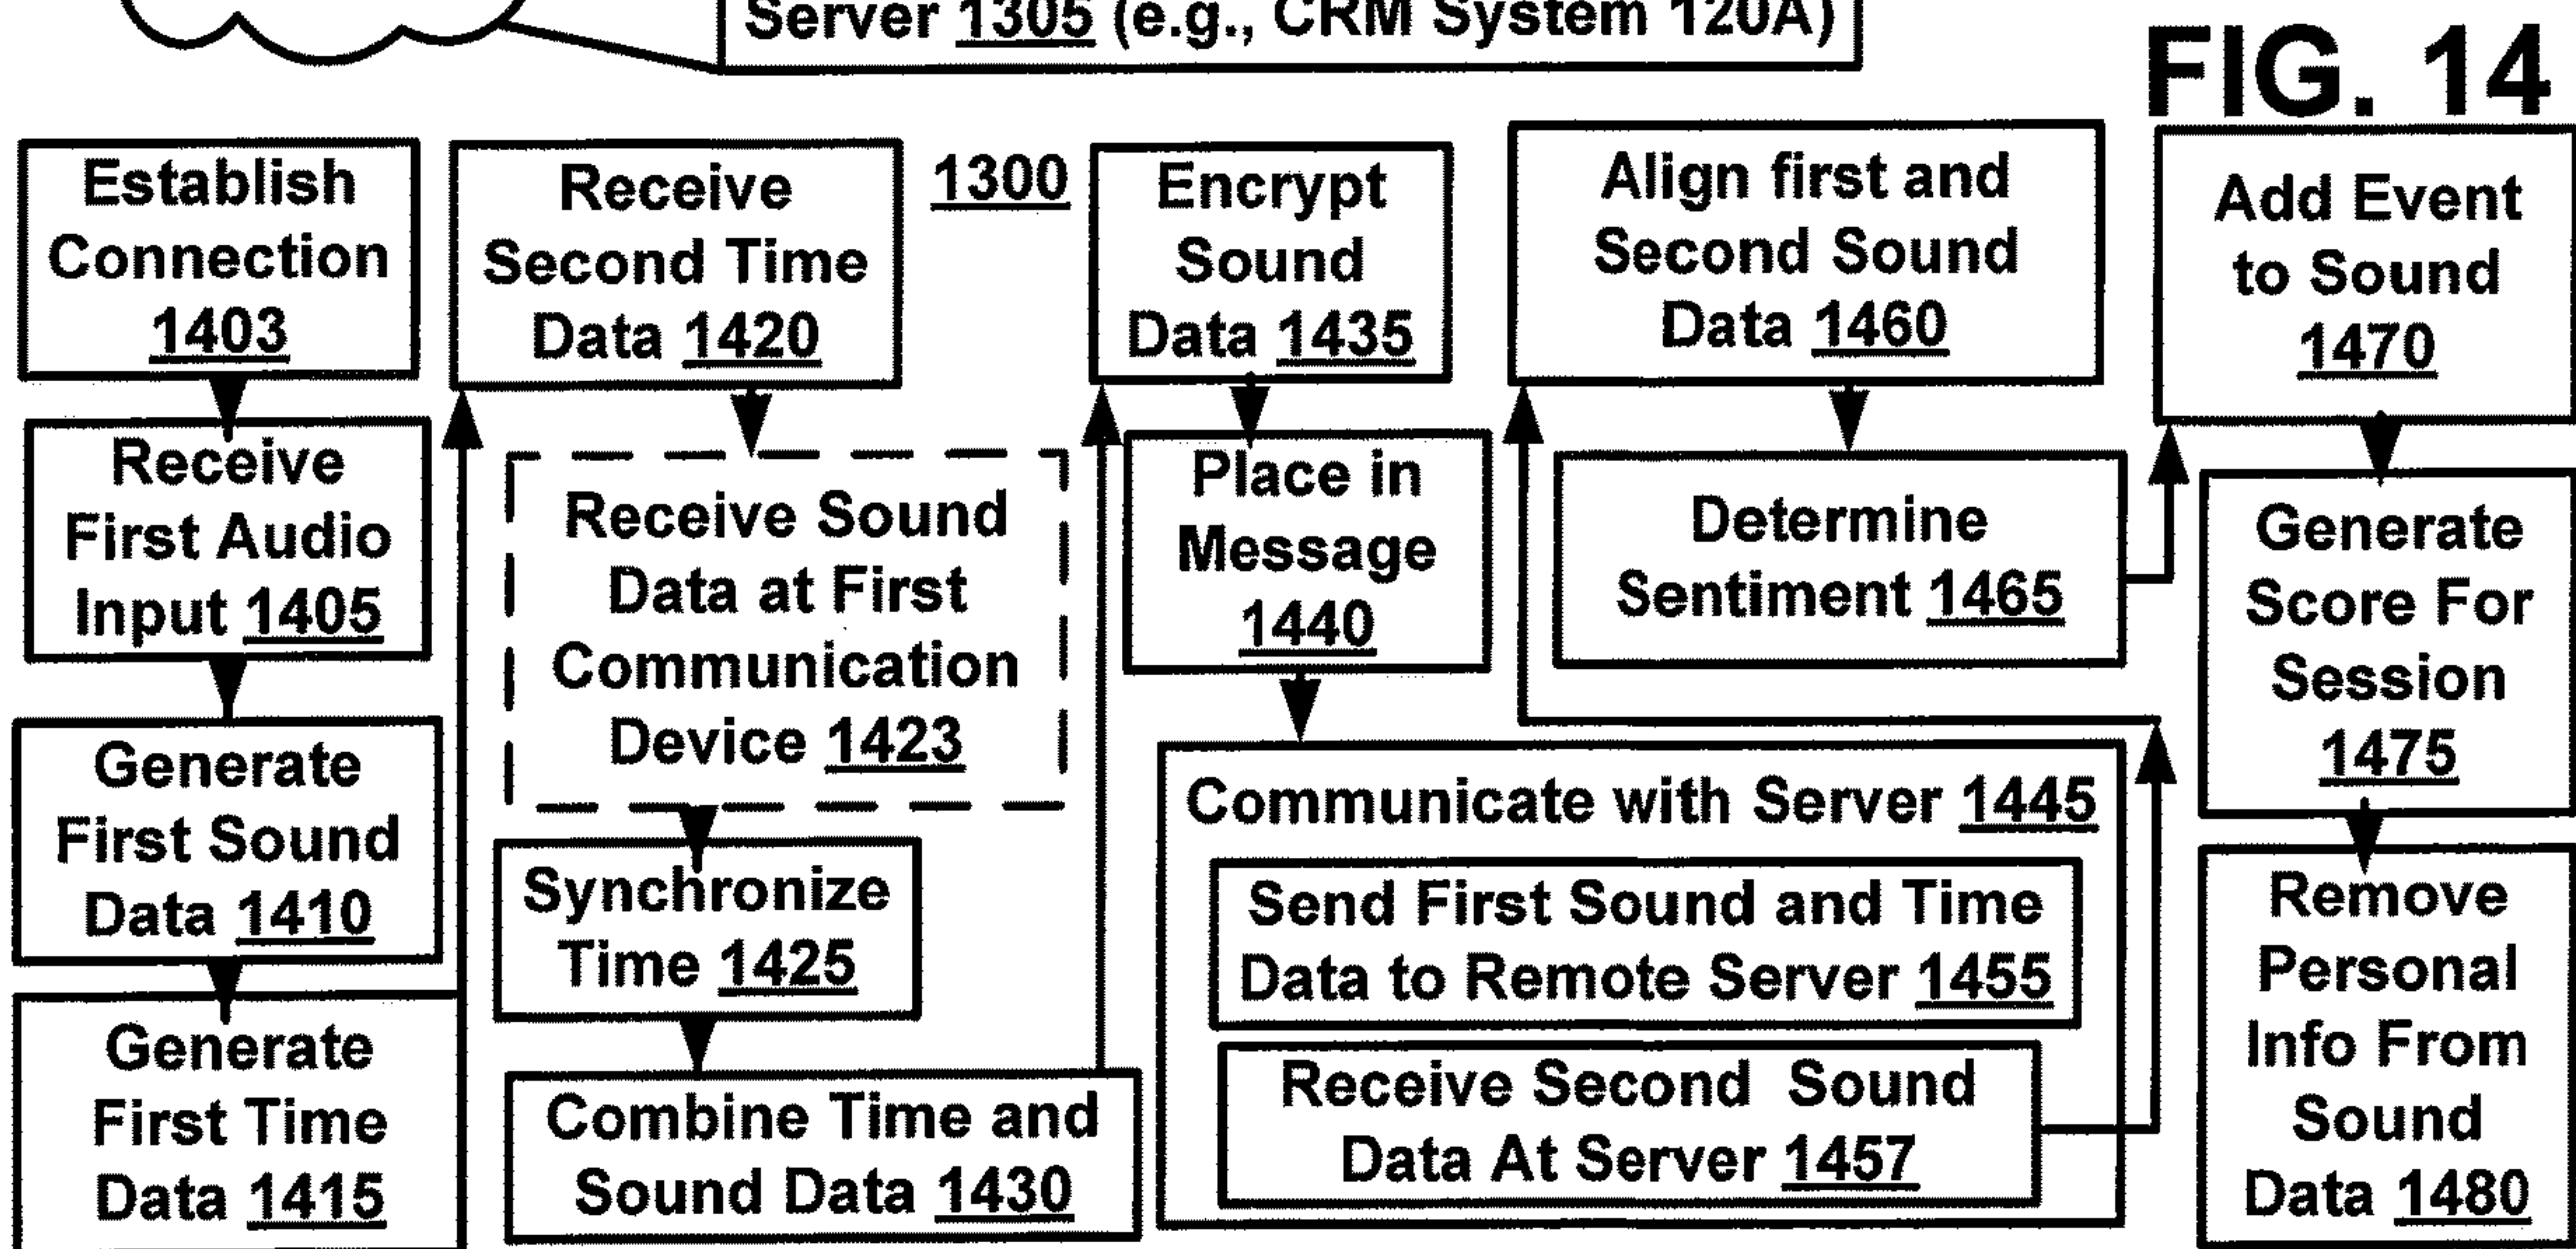 Server 1305 (e.g., CRM System 120A)
FIG. 14
Establish
Connection
1403
Receive
First Audio
Input 1405
Generate
First Sound
Data 1410
Generate
First Time
Data 1415
Receive
Second Time
Data 1420
1300
Receive Sound
Data at First
Communication
Device 1423
Synchronize
Time 1425
Combine Time and
Sound Data 1430
Encrypt
Sound
Data 1435
Place in
Message
1440
Communicate with Server 1445
Send First Sound and Time
Data to Remote Server 1455
Receive Second Sound
Data At Server 1457
Align first and
Second Sound
Data 1460
Determine
Sentiment 1465
Add Event
to Sound
1470
Generate
Score For
Session
1475
Remove
Personal
Info From
Sound
Data 1480